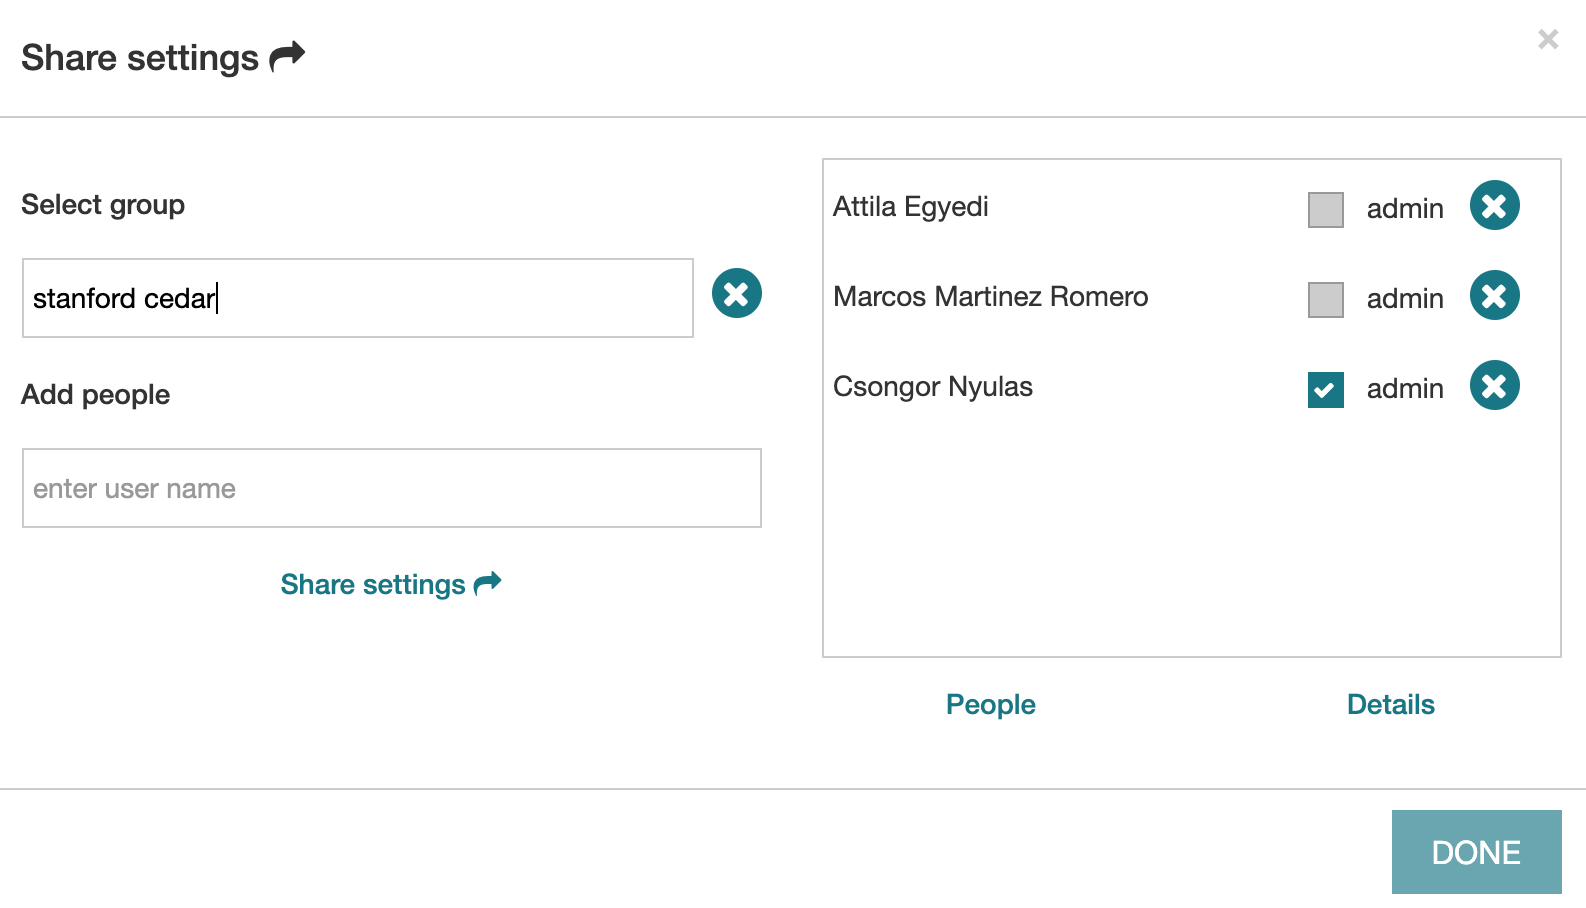 Share settings
Select group
stanford cedar
Add people
enter user name
Share settings
Attila Egyedi admin
Marcos Martinez Romero admin
Csongor Nyulas admin
People Details
DONE